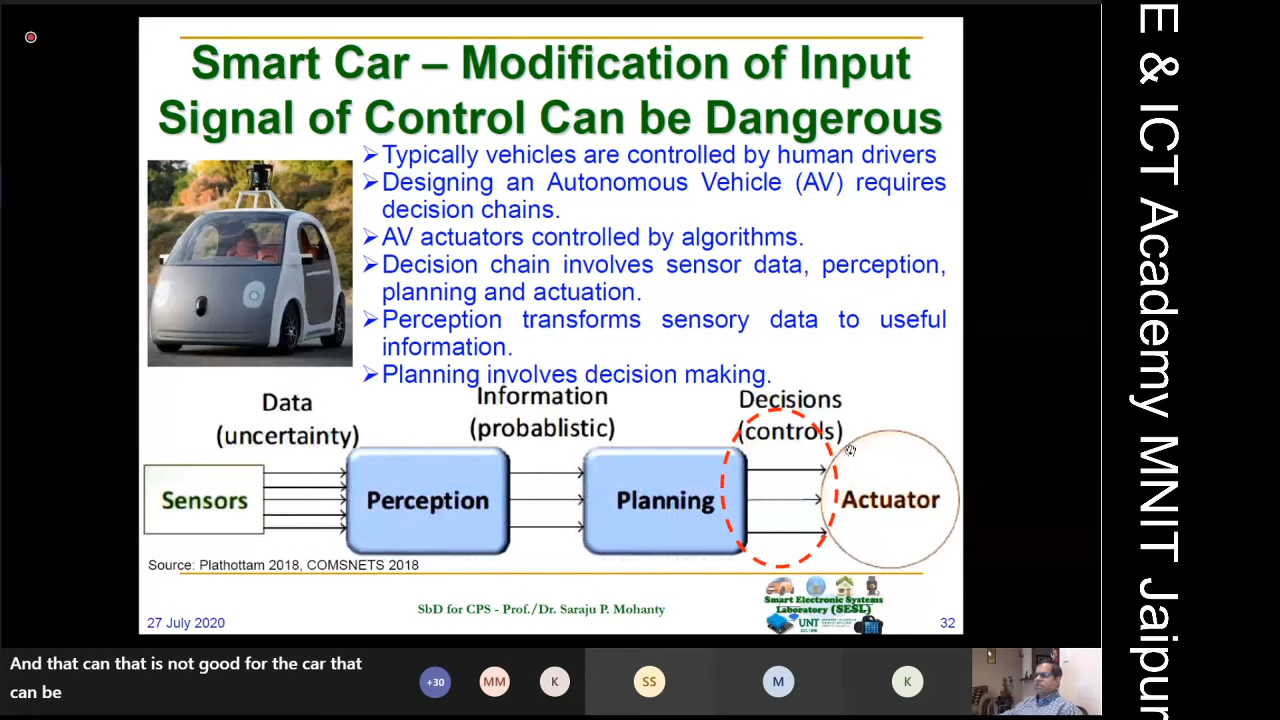 Smart Car – Modification of Input
Signal of Control Can be Dangerous
➢Typically vehicles are controlled by human drivers
➢Designing an Autonomous Vehicle (AV) requires
decision chains.
➢AV actuators controlled by algorithms.
➢Decision chain involves sensor data, perception,
planning and actuation.
➢Perception transforms sensory data to useful
information.
➢Planning involves decision making.
Data
(uncertainty)
Information
(probablistic)
Decisions
(controls)
Sensors
Perception
Planning
Actuator
Source: Plathottam 2018, COMSNETS 2018
27 July 2020
SbD for CPS - Prof./Dr. Saraju P. Mohanty
Smart Electronic Systems
Laboratory (SESL)
UNT
32
And that can that is not good for the car that
can be
+30
MM
K
SS
M
K
E & ICT Academy MNIT Jaipur